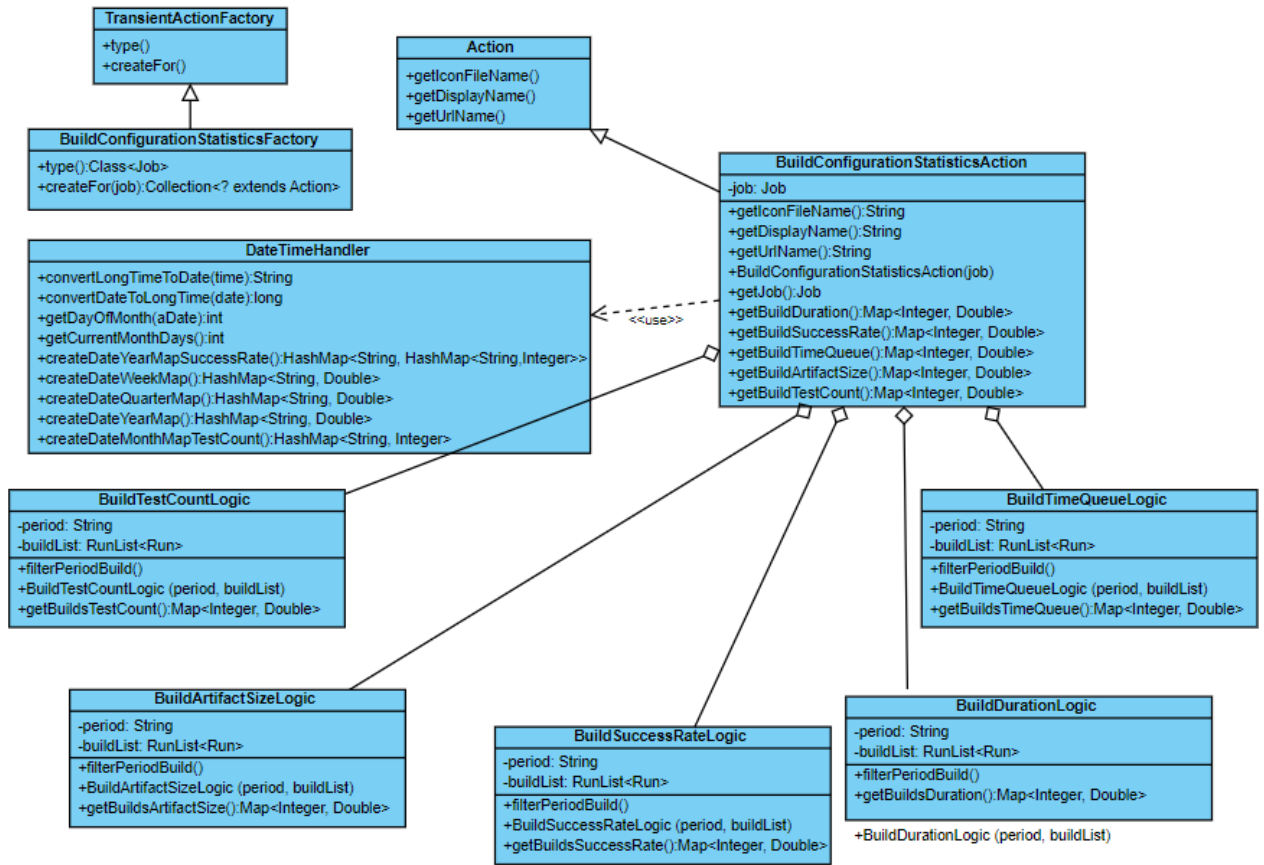 TransientActionFactory
+type()
+createFor()
Action
+getIconFileName()
+getDisplayName()
+getUrlName()
BuildConfigurationStatisticsFactory
+type():Class<Job>
+createFor(job):Collection<? extends Action>
BuildConfigurationStatisticsAction
-job: Job
+getIconFileName():String
+getDisplayName():String
+getUrlName():String
+BuildConfigurationStatisticsAction(job)
+getJob():Job
+getBuildDuration():Map<Integer, Double>
+getBuildSuccessRate():Map<Integer, Double>
+getBuildTimeQueue():Map<Integer, Double>
+getBuildArtifactSize():Map<Integer, Double>
+getBuildTestCount():Map<Integer, Double>
DateTimeHandler
+convertLongTimeToDate(time):String
+convertDateToLongTime(date):long
+getDayOfMonth(aDate):int
+getCurrentMonthDays():int
+createDateYearMapSuccessRate():HashMap<String, HashMap<String,Integer>>
+createDateWeekMap():HashMap<String, Double>
+createDateQuarterMap():HashMap<String, Double>
+createDateYearMap():HashMap<String, Double>
+createDateMonthMapTestCount():HashMap<String, Integer>
<<use>>
BuildTestCountLogic
-period: String
-buildList: RunList<Run>
+filterPeriodBuild()
+BuildTestCountLogic (period, buildList)
+getBuildsTestCount():Map<Integer, Double>
BuildTimeQueueLogic
-period: String
-buildList: RunList<Run>
+filterPeriodBuild()
+BuildTimeQueueLogic (period, buildList)
+getBuildsTimeQueue():Map<Integer, Double>
BuildArtifactSizeLogic
-period: String
-buildList: RunList<Run>
+filterPeriodBuild()
+BuildArtifactSizeLogic (period, buildList)
+getBuildsArtifactSize():Map<Integer, Double>
BuildSuccessRateLogic
-period: String
-buildList: RunList<Run>
+filterPeriodBuild()
+BuildSuccessRateLogic (period, buildList)
+getBuildsSuccessRate():Map<Integer, Double>
BuildDurationLogic
-period: String
-buildList: RunList<Run>
+filterPeriodBuild()
+getBuildsDuration():Map<Integer, Double>
+BuildDurationLogic (period, buildList)